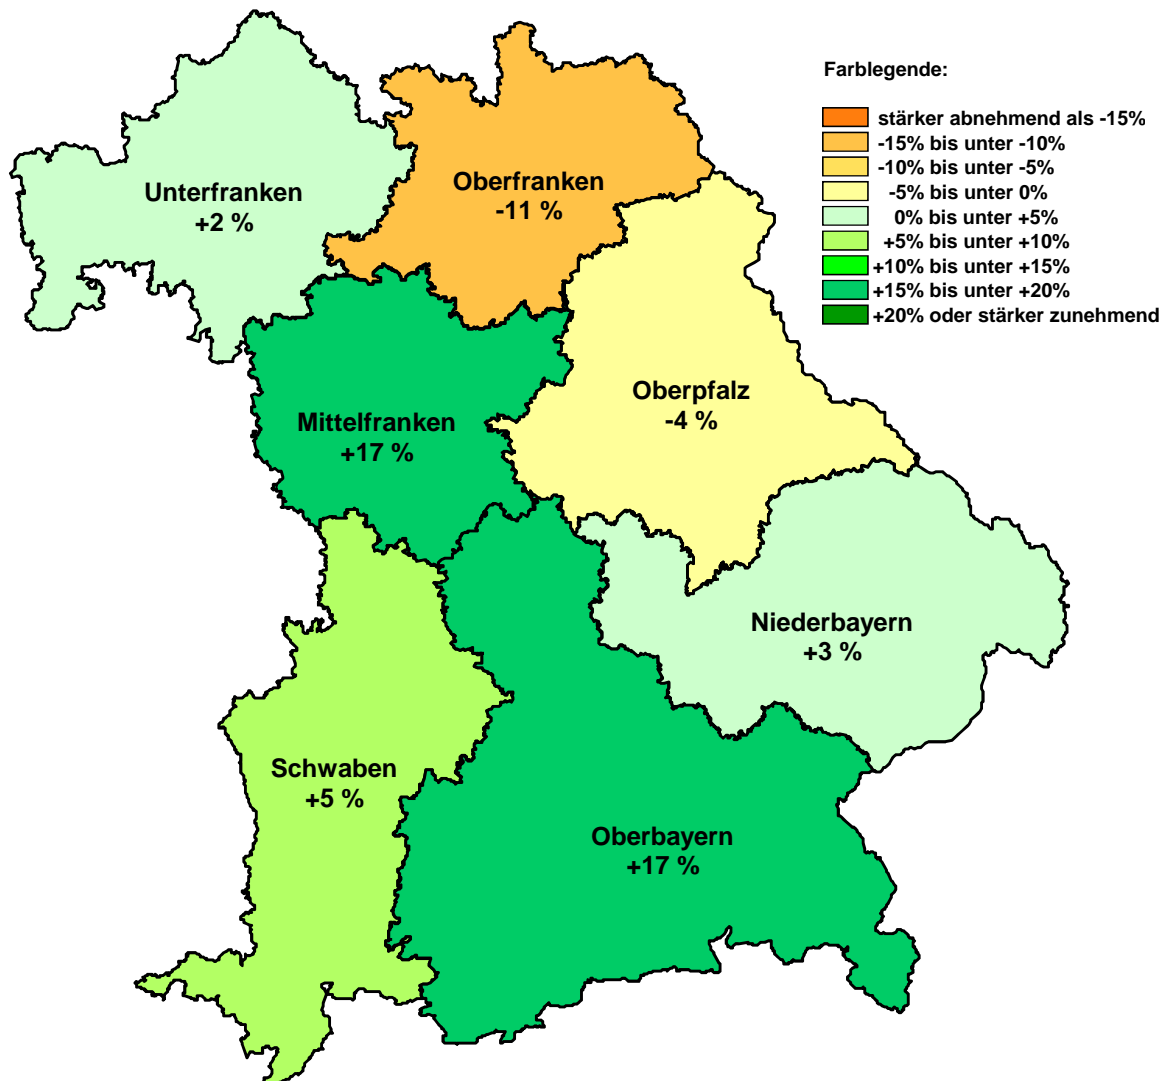 Farblegende:
stärker abnehmend als -15%
-15% bis unter -10%
-10% bis unter -5%
-5% bis unter 0%
0% bis unter +5%
+5% bis unter +10%
+10% bis unter +15%
+15% bis unter +20%
+20% oder stärker zunehmend
Unterfranken
+2 %
Oberfranken
-11 %
Mittelfranken
+17 %
Oberpfalz
-4 %
Niederbayern
+3 %
Schwaben
+5 %
Oberbayern
+17 %